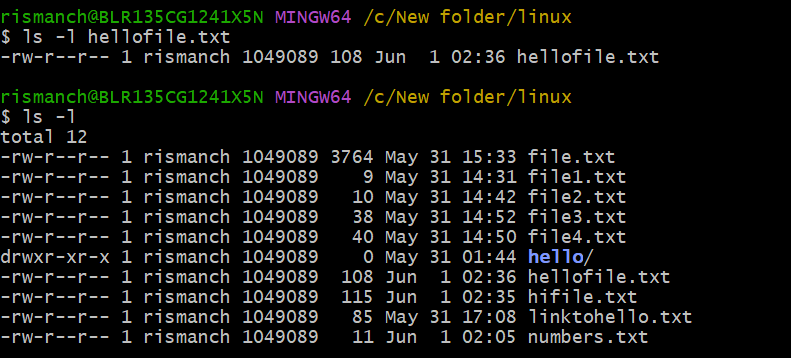 rismanch@BLR135CG1241X5N MINGW64 /c/New folder/linux
$ ls -l hellofile.txt
-rw-r--r-- 1 rismanch 1049089 108 Jun  1 02:36 hellofile.txt

rismanch@BLR135CG1241X5N MINGW64 /c/New folder/linux
$ ls -l
total 12
-rw-r--r-- 1 rismanch 1049089 3764 May 31 15:33 file.txt
-rw-r--r-- 1 rismanch 1049089    9 May 31 14:31 file1.txt
-rw-r--r-- 1 rismanch 1049089   10 May 31 14:42 file2.txt
-rw-r--r-- 1 rismanch 1049089   38 May 31 14:52 file3.txt
-rw-r--r-- 1 rismanch 1049089   40 May 31 14:50 file4.txt
drwxr-xr-x 1 rismanch 1049089    0 May 31 01:44 hello/
-rw-r--r-- 1 rismanch 1049089  108 Jun  1 02:36 hellofile.txt
-rw-r--r-- 1 rismanch 1049089  115 Jun  1 02:35 hifile.txt
-rw-r--r-- 1 rismanch 1049089   85 May 31 17:08 linktohello.txt
-rw-r--r-- 1 rismanch 1049089   11 Jun  1 02:05 numbers.txt